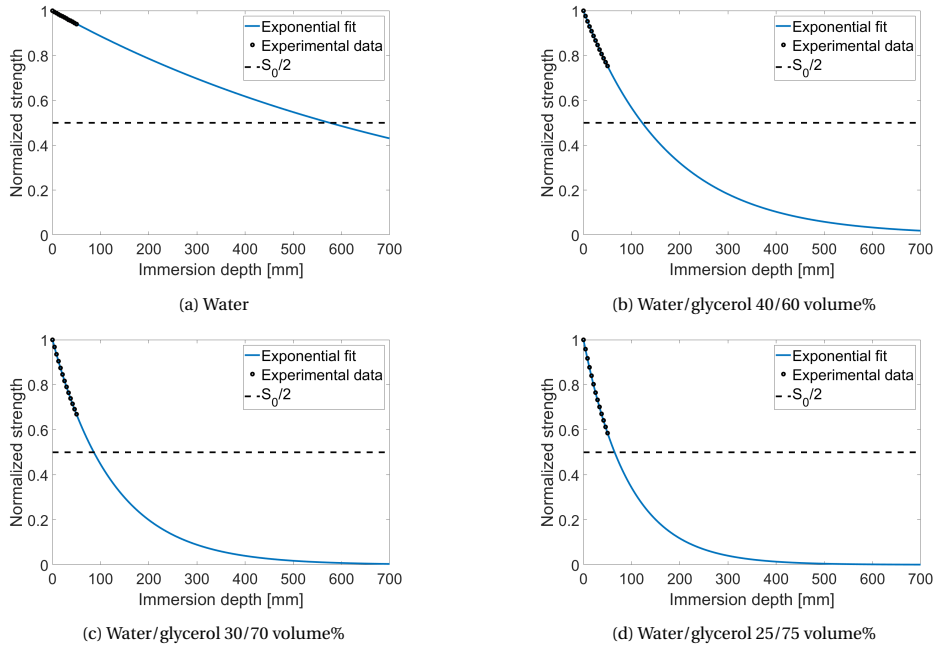 1
0.8
0.6
0.4
0.2
0
Normalized strength
Exponential fit
Experimental data
S0/2
0 100 200 300 400 500 600 700
Immersion depth [mm]
(a) Water
1
0.8
0.6
0.4
0.2
0
Normalized strength
Exponential fit
Experimental data
S0/2
0 100 200 300 400 500 600 700
Immersion depth [mm]
(b) Water/glycerol 40/60 volume%
1
0.8
0.6
0.4
0.2
0
Normalized strength
Exponential fit
Experimental data
S0/2
0 100 200 300 400 500 600 700
Immersion depth [mm]
(c) Water/glycerol 30/70 volume%
1
0.8
0.6
0.4
0.2
0
Normalized strength
Exponential fit
Experimental data
S0/2
0 100 200 300 400 500 600 700
Immersion depth [mm]
(d) Water/glycerol 25/75 volume%